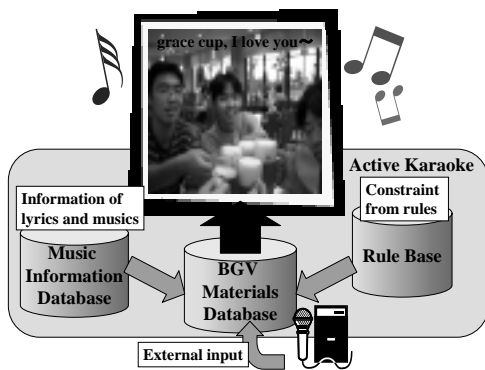 grace cup, I love you～
Active Karaoke
Information of
lyrics and musics
Constraint
from rules
Music
Information
Database
BGV
Materials
Database
Rule Base
External input